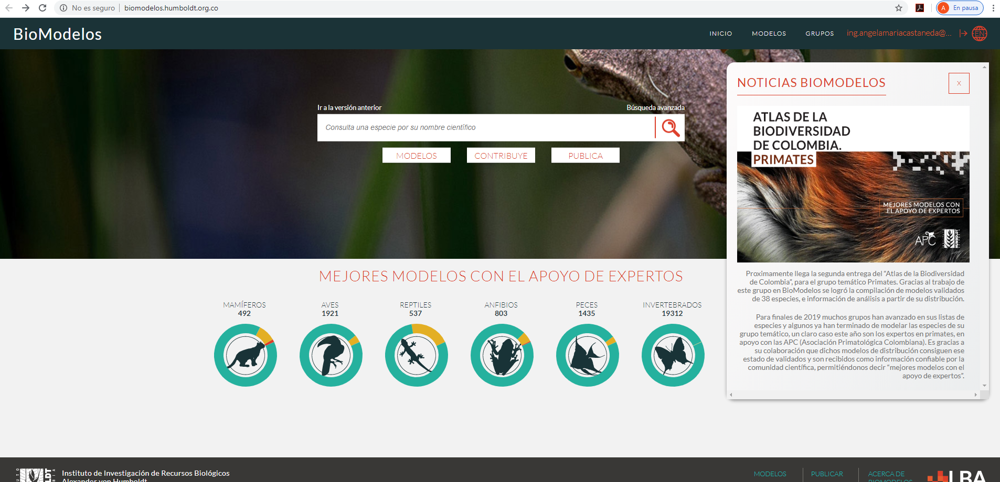 No es seguro
biomodelos.humboldt.org.co
A
En pausa
BioModelos
INICIO
MODELOS
GRUPOS
ing.angelamariacastaneda@...
EN
Ir a la versión anterior
Búsqueda avanzada
Consulta una especie por su nombre científico
MODELOS
CONTRIBUYE
PUBLICA
NOTICIAS BIOMODELOS
X
ATLAS DE LA
BIODIVERSIDAD
DE COLOMBIA.
PRIMATES
MEJORES MODELOS CON
EL APOYO DE EXPERTOS
APC
HUMBOLDT
Proximamente llega la segunda entrega del “Atlas de la Biodiversidad
de Colombia”, para el grupo temático Primates. Gracias al trabajo de
este grupo en BioModelos se logró la compilación de modelos validados
de 38 especies, e información de análisis a partir de su distribución.
Para finales de 2019 muchos grupos han avanzado en sus listas de
especies y algunos ya han terminado de modelar las especies de su
grupo temático, un claro caso este año son los expertos en primates, en
apoyo con las APC (Asociación Primatológica Colombiana). Es gracias a
su colaboración que dichos modelos de distribución consiguen ese
estado de validados y son recibidos como información confiable por la
comunidad científica, permitiéndonos decir “mejores modelos con el
apoyo de expertos”.
MEJORES MODELOS CON EL APOYO DE EXPERTOS
MAMÍFEROS
492
AVES
1921
REPTILES
537
ANFIBIOS
803
PECES
1435
INVERTEBRADOS
19312
Instituto de Investigación de Recursos Biológicos
Alexander von Humboldt
MODELOS
PUBLICAR
ACERCA DE
BIOMODELOS
LBA